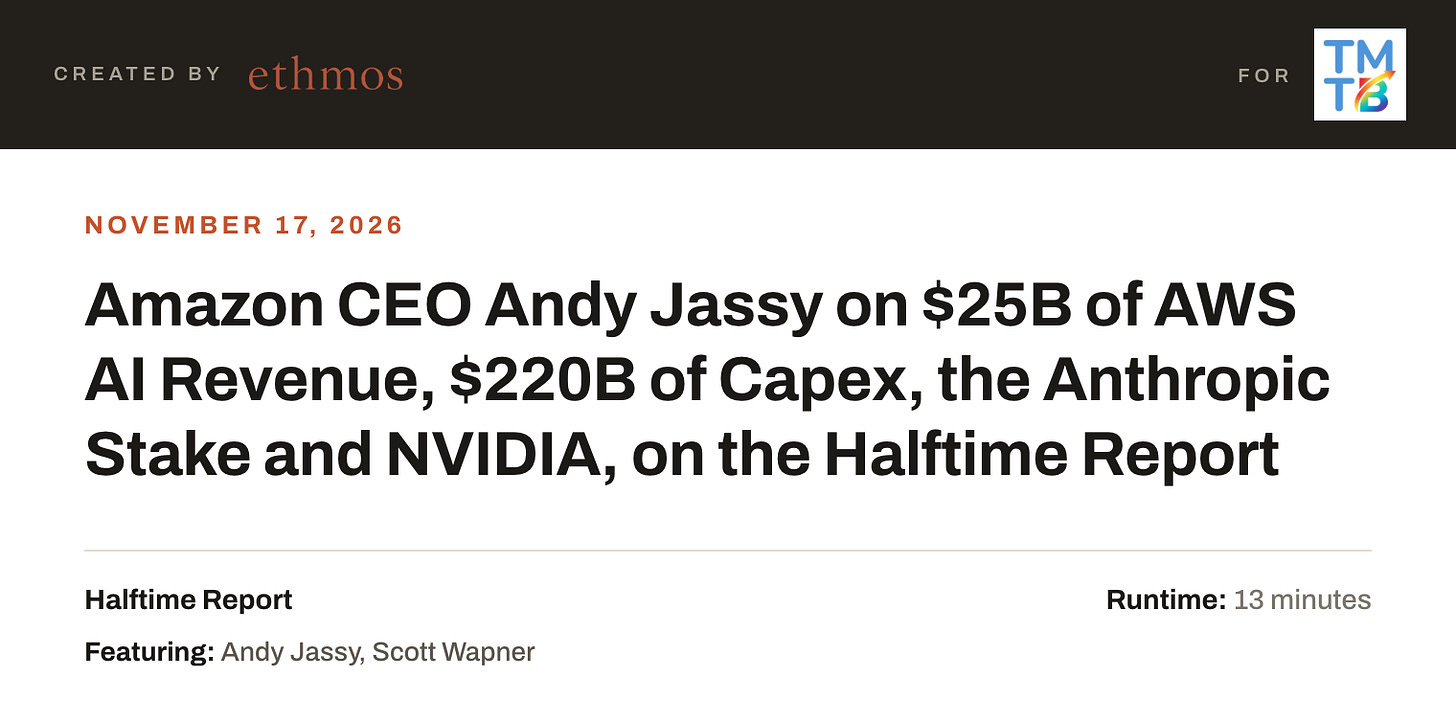 CREATED BY ethmos
FOR
TM
TB
NOVEMBER 17, 2026
Amazon CEO Andy Jassy on $25B of AWS
AI Revenue, $220B of Capex, the Anthropic
Stake and NVIDIA, on the Halftime Report
Halftime Report
Runtime: 13 minutes
Featuring: Andy Jassy, Scott Wapner